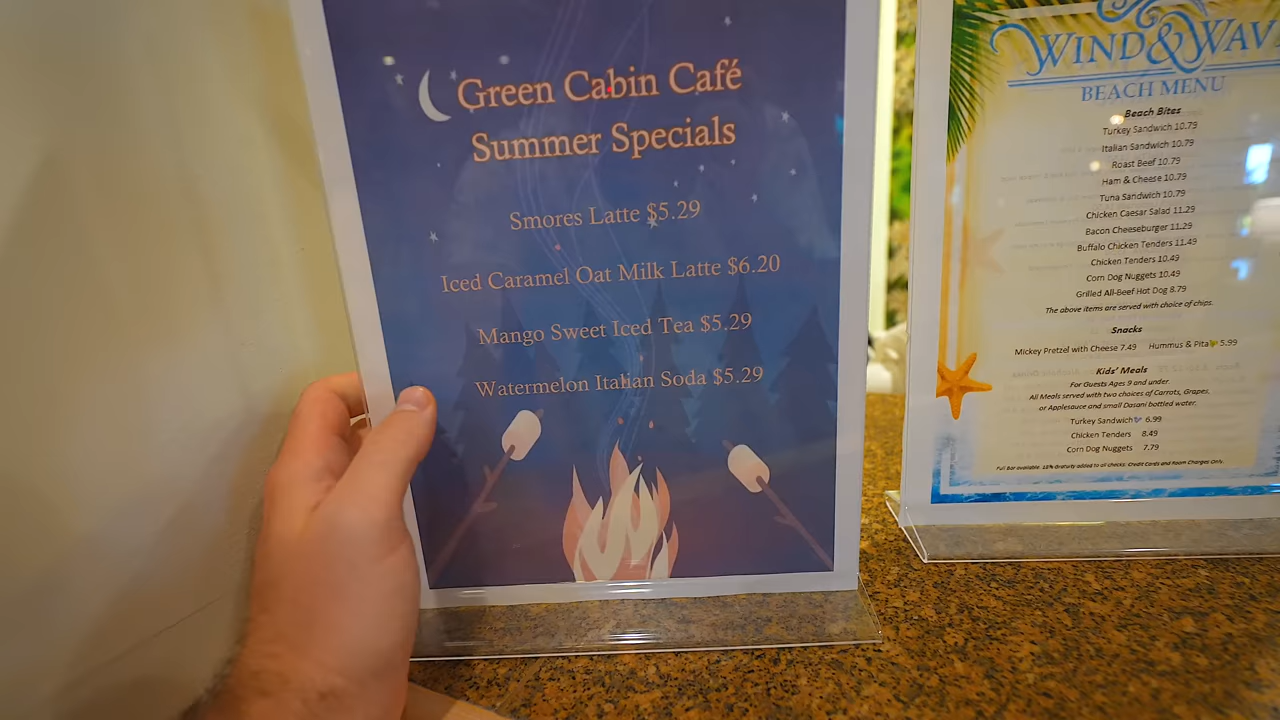 Green Cabin Café
Summer Specials
Smores Latte $5.29
Iced Caramel Oat Milk Latte $6.20
Mango Sweet Iced Tea $5.29
Watermelon Italian Soda $5.29
WIND & WAV
BEACH MENU
Beach Bites
Turkey Sandwich 10.79
Italian Sandwich 10.79
Roast Beef 10.79
Ham & Cheese 10.79
Tuna Sandwich 10.79
Chicken Caesar Salad 11.29
Bacon Cheeseburger 11.29
Buffalo Chicken Tenders 11.49
Chicken Tenders 10.49
Corn Dog Nuggets 10.49
Grilled All-Beef Hot Dog 8.79
The above items are served with choice of chips.
Snacks
Mickey Pretzel with Cheese 7.49 Hummus & Pita 5.99
Kids' Meals
For Guests Ages 9 and under.
All Meals served with two choices of Carrots, Grapes,
or Applesauce and small Dasani bottled water.
Turkey Sandwich 6.99
Chicken Tenders 8.49
Corn Dog Nuggets 7.79
Full Bar available. 18% Gratuity added to all checks. Credit Cards and Room Charges Only.